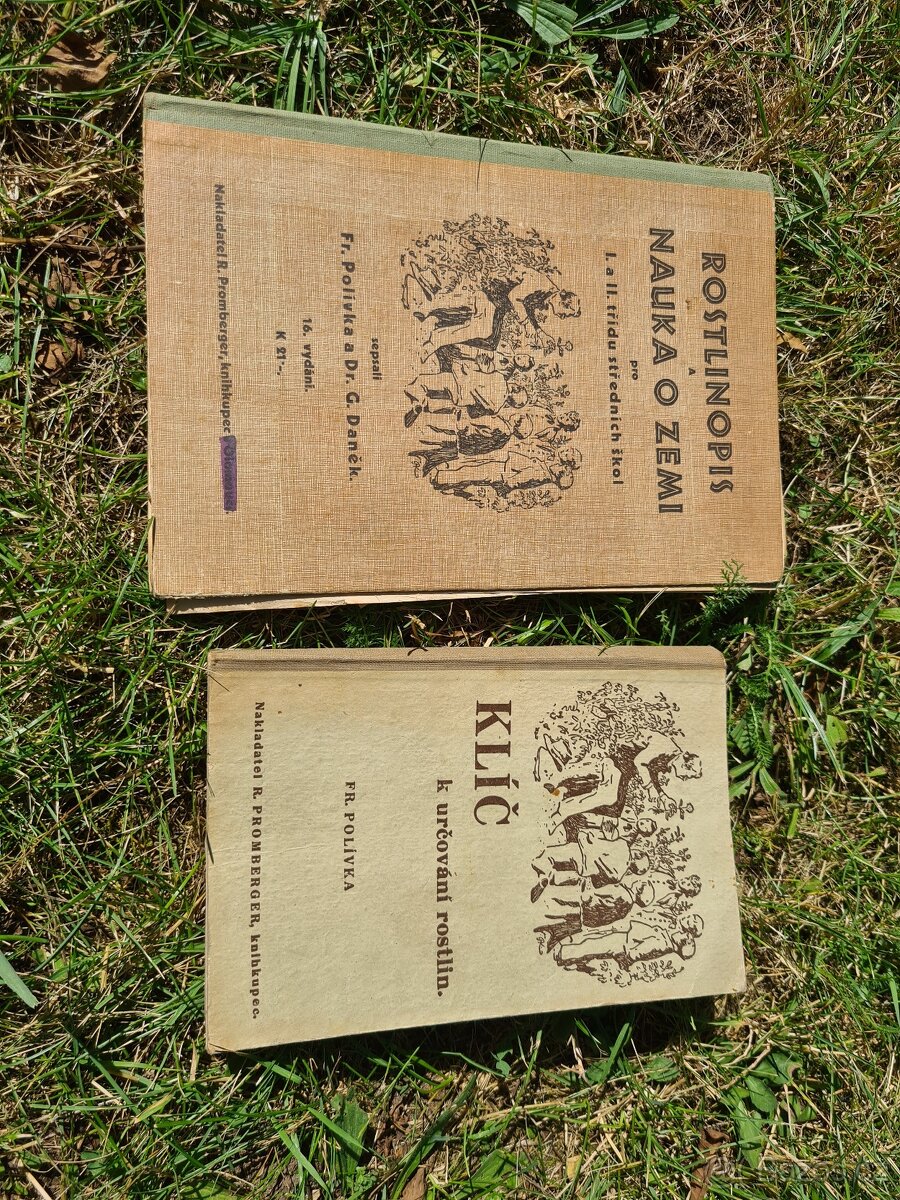 ROSTLINOPIS
A
NAUKA O ZEMI
pro
I. a II. třídu středních škol
sepsali
Fr. Polívka a Dr. G. Daněk.
16. vydání.
K 21·-.
Nakladatel R. Promberger, knihkupec, Olomouc.
KLÍČ
k určování rostlin.
FR. POLÍVKA
Nakladatel R. PROMBERGER, knihkupec.